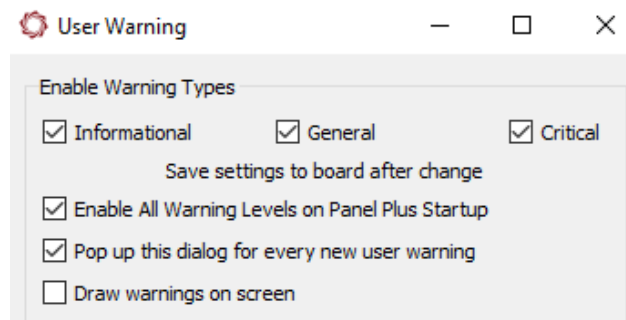 User Warning
Enable Warning Types
Informational General Critical
Save settings to board after change
Enable All Warning Levels on Panel Plus Startup
Pop up this dialog for every new user warning
Draw warnings on screen